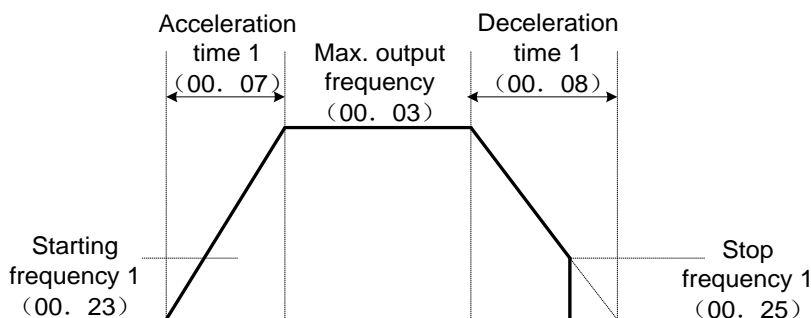 Acceleration
time 1
（00．07）
Max. output
frequency
（00．03）
Deceleration
time 1
（00．08）
Starting
frequency 1
（00．23）
Stop
frequency 1
（00．25）